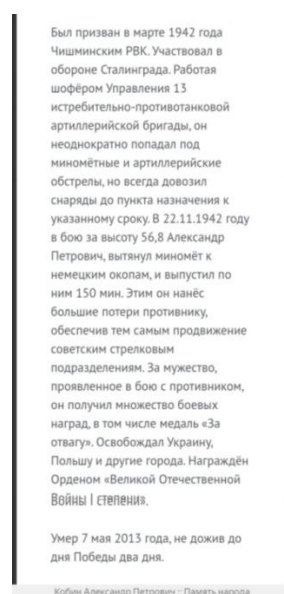 Был призван в марте 1942 года
Чишминским РВК. Участвовал в
обороне Сталинграда. Работая
шофёром Управления 13
истребительно-противотанковой
артиллерийской бригады, он
неоднократно попадал под
миномётные и артиллерийские
обстрелы, но всегда довозил
снаряды до пункта назначения к
указанному сроку. В 22.11.1942 году
в бою за высоту 56,8 Александр
Петрович, вытянул миномёт к
немецким окопам, и выпустил по
ним 150 мин. Этим он нанёс
большие потери противнику,
обеспечив тем самым продвижение
советским стрелковым
подразделениям. За мужество,
проявленное в бою с противником,
он получил множество боевых
наград, в том числе медаль «За
отвагу». Освобождал Украину,
Польшу и другие города. Награждён
Орденом «Великой Отечественной
Войны I степени».
Умер 7 мая 2013 года, не дожив до
дня Победы два дня.
Кобин Александр Петрович :: Память народа